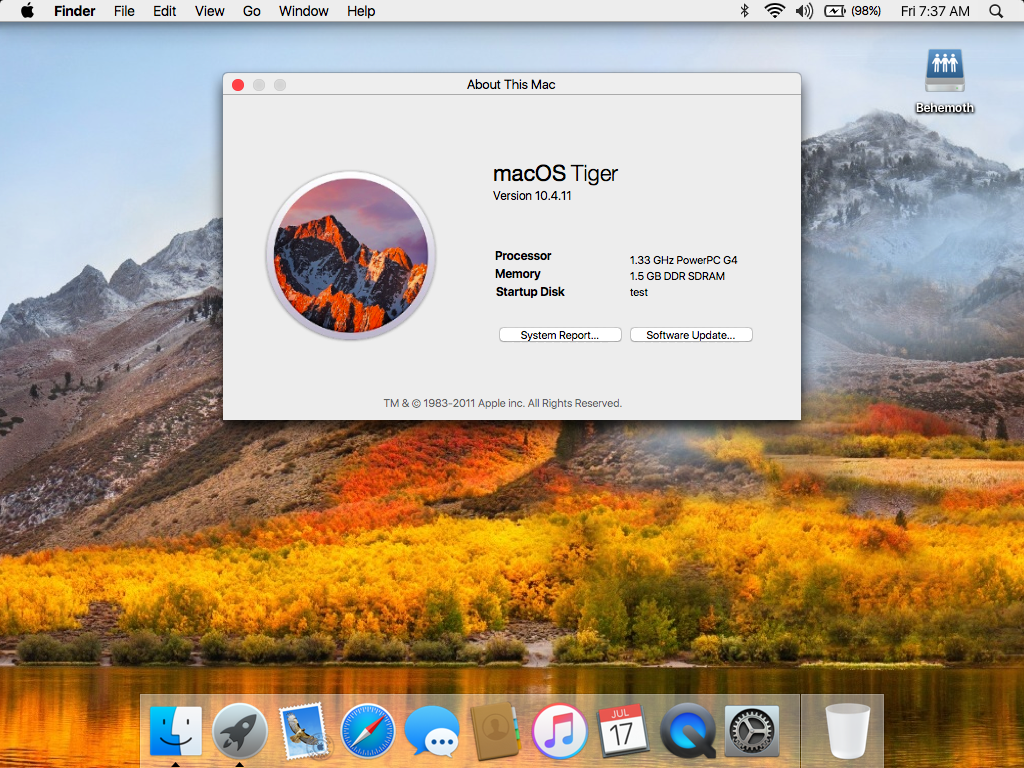 Finder File Edit View Go Window Help (98%) Fri 7:37 AM
About This Mac
Behemoth
macOS Tiger
Version 10.4.11
Processor 1.33 GHz PowerPC G4
Memory 1.5 GB DDR SDRAM
Startup Disk test
System Report... Software Update...
TM & © 1983-2011 Apple inc. All Rights Reserved.
JUL
17